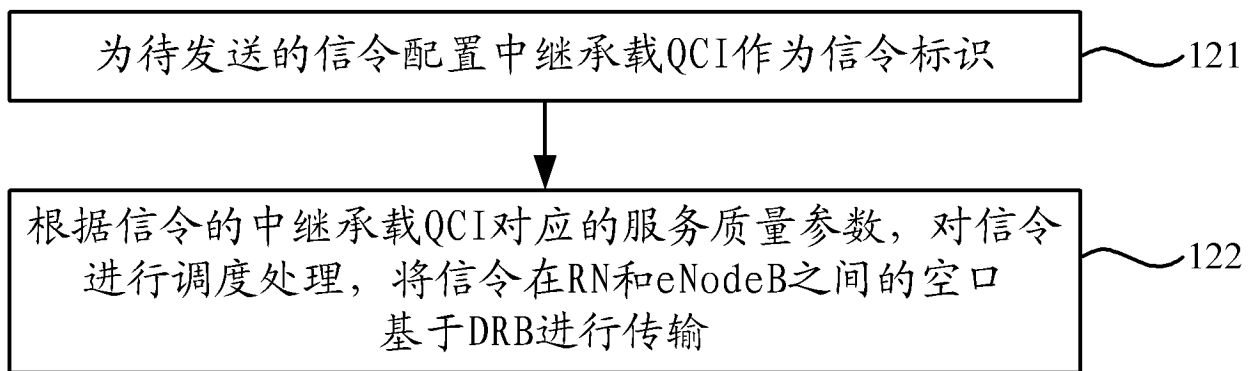 为待发送的信令配置中继承载QCI作为信令标识
121
根据信令的中继承载QCI对应的服务质量参数，对信令
进行调度处理，将信令在RN和eNodeB之间的空口
基于DRB进行传输
122